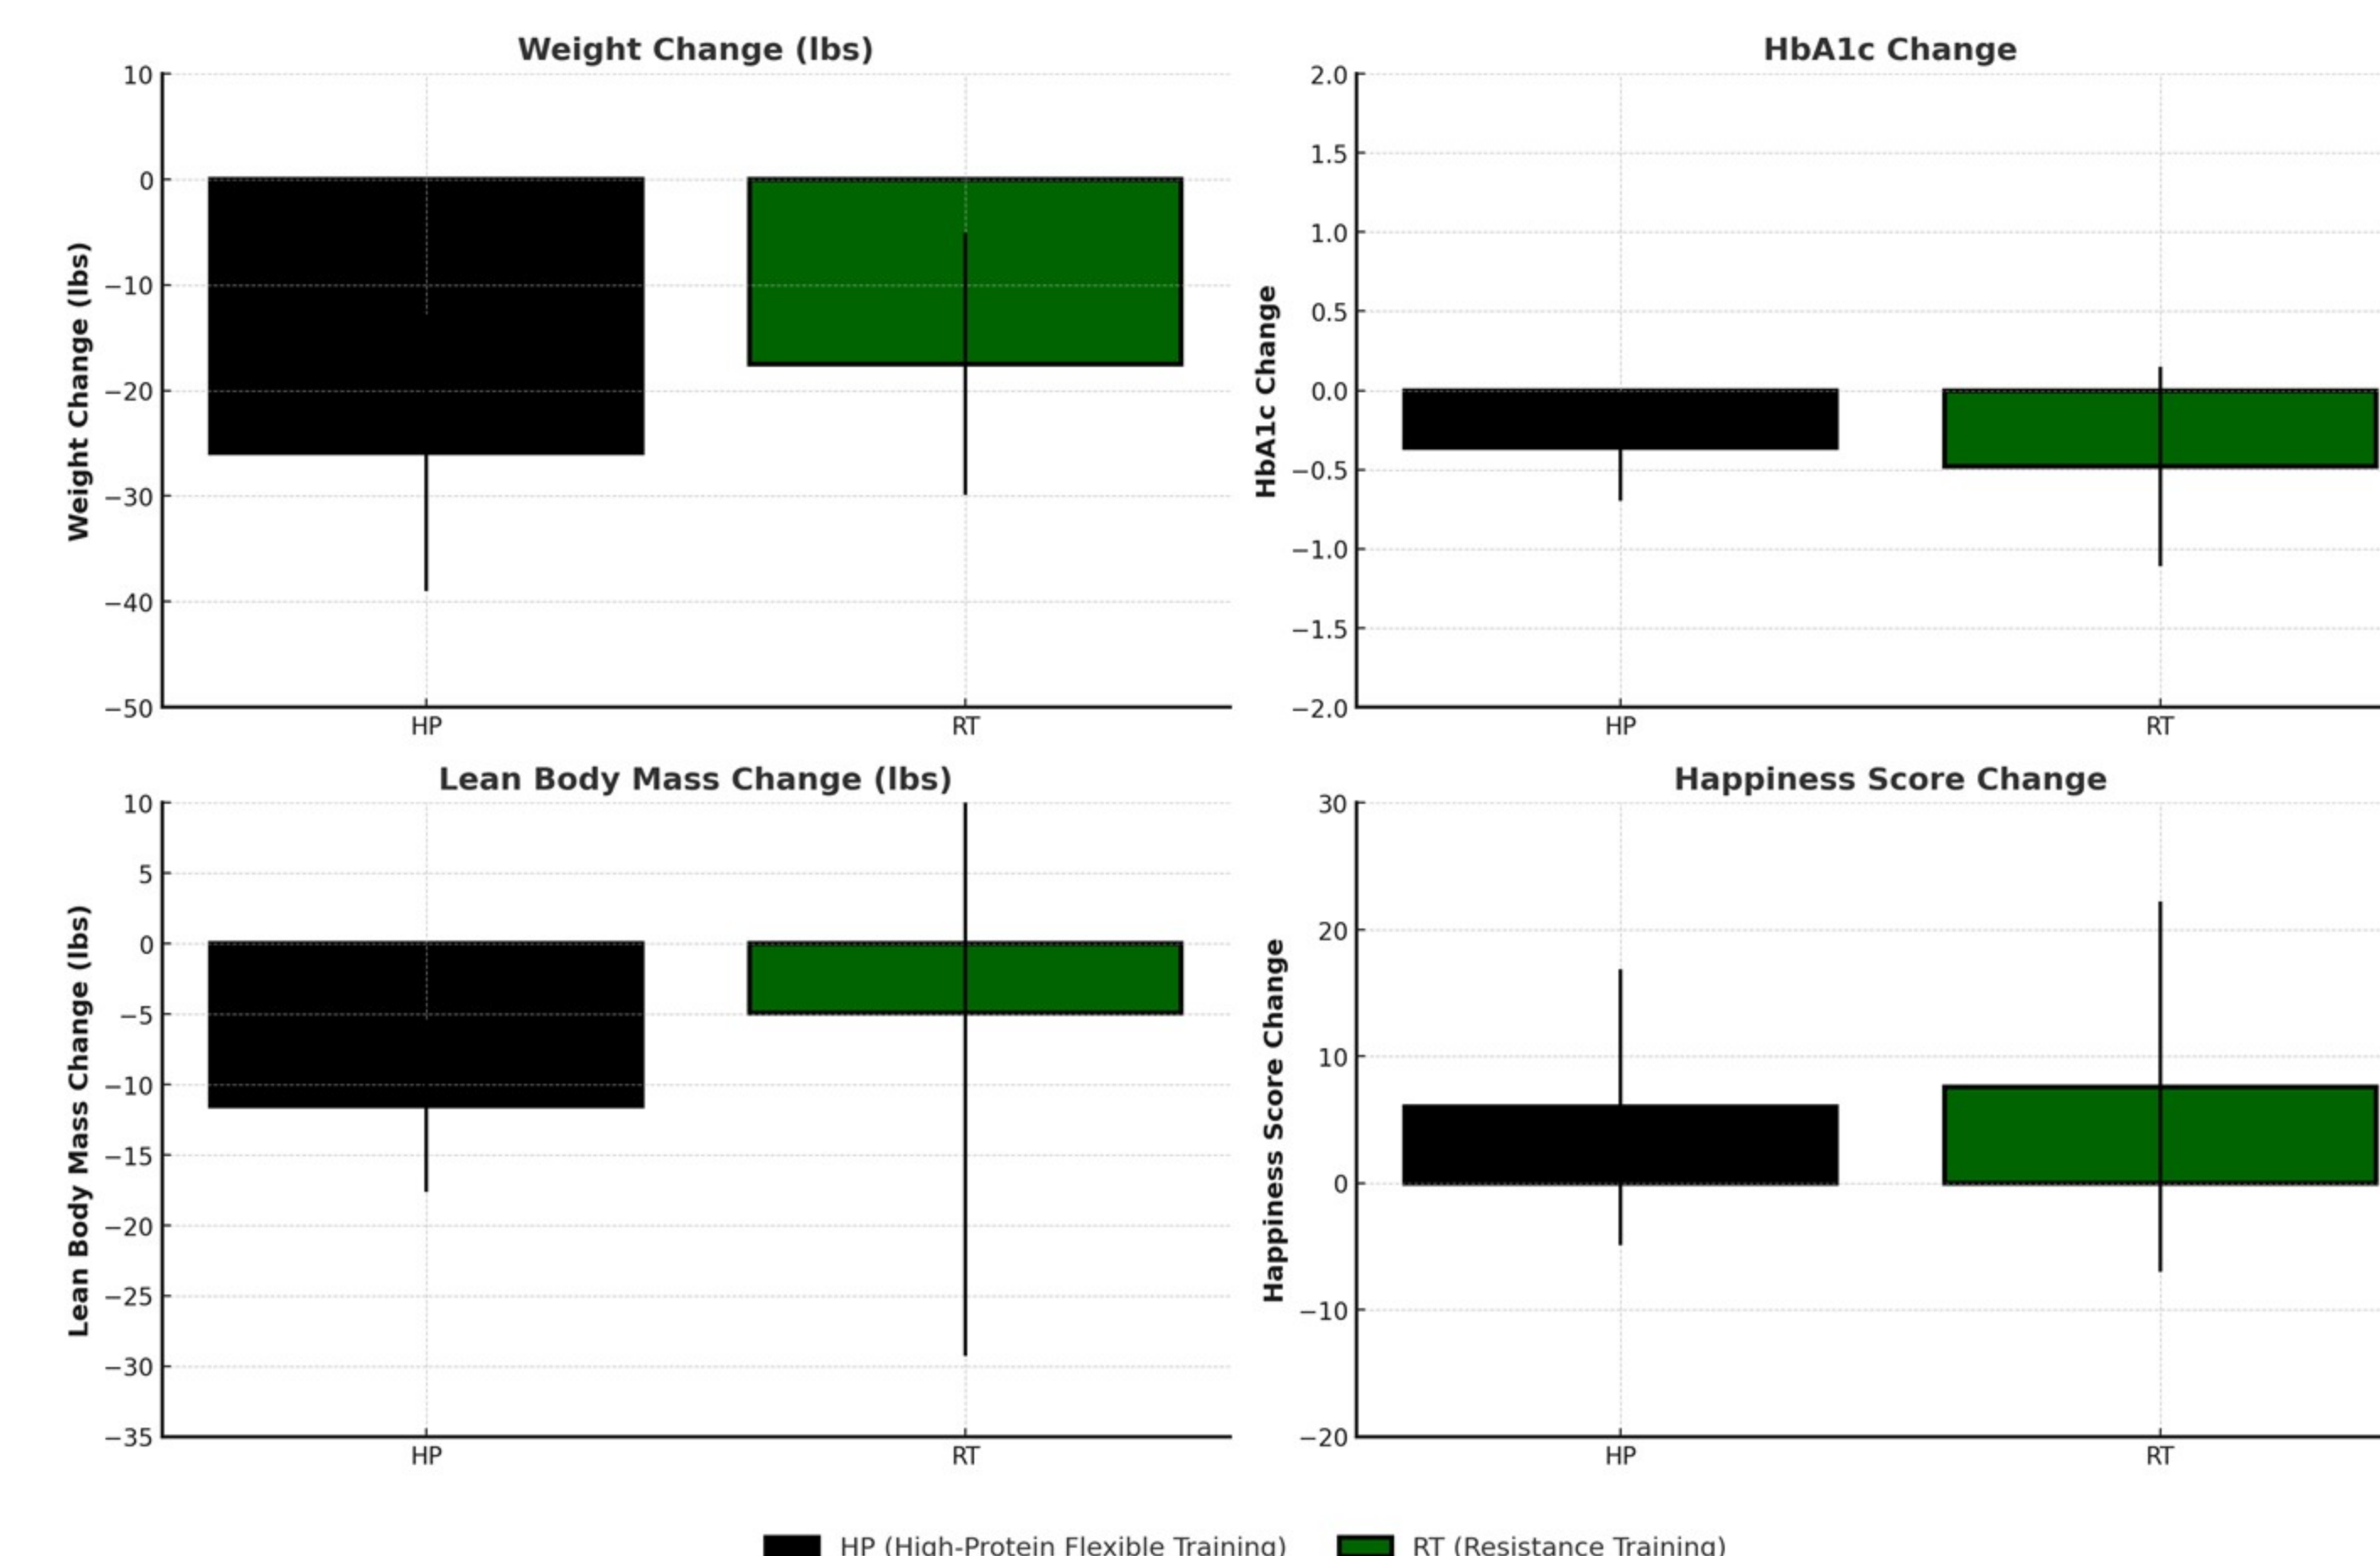 Weight Change (lbs)
Weight Change (lbs)
10
0
−10
−20
−30
−40
−50
HP
RT
HbA1c Change
HbA1c Change
2.0
1.5
1.0
0.5
0.0
−0.5
−1.0
−1.5
−2.0
HP
RT
Lean Body Mass Change (lbs)
Lean Body Mass Change (lbs)
10
5
0
−5
−10
−15
−20
−25
−30
−35
HP
RT
Happiness Score Change
Happiness Score Change
30
20
10
0
−10
−20
HP
RT
HP (High-Protein Flexible Training)
RT (Resistance Training)